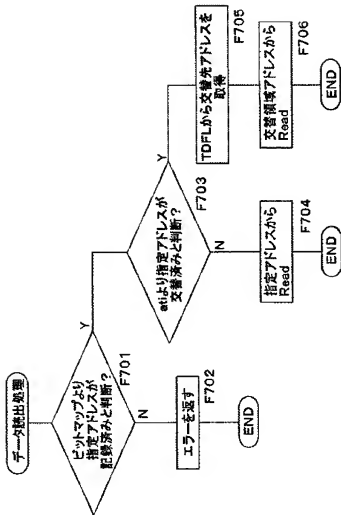 データ読出処理
ビットマップより
指定アドレスが
記録済みと判断?
F701
Y
N
エラーを返す
F702
END
atiより指定アドレスが
交替済みと判断?
F703
Y
N
指定アドレスから
Read
F704
END
TDFLから交替先アドレスを
取得
F705
交替領域アドレスから
Read
F706
END